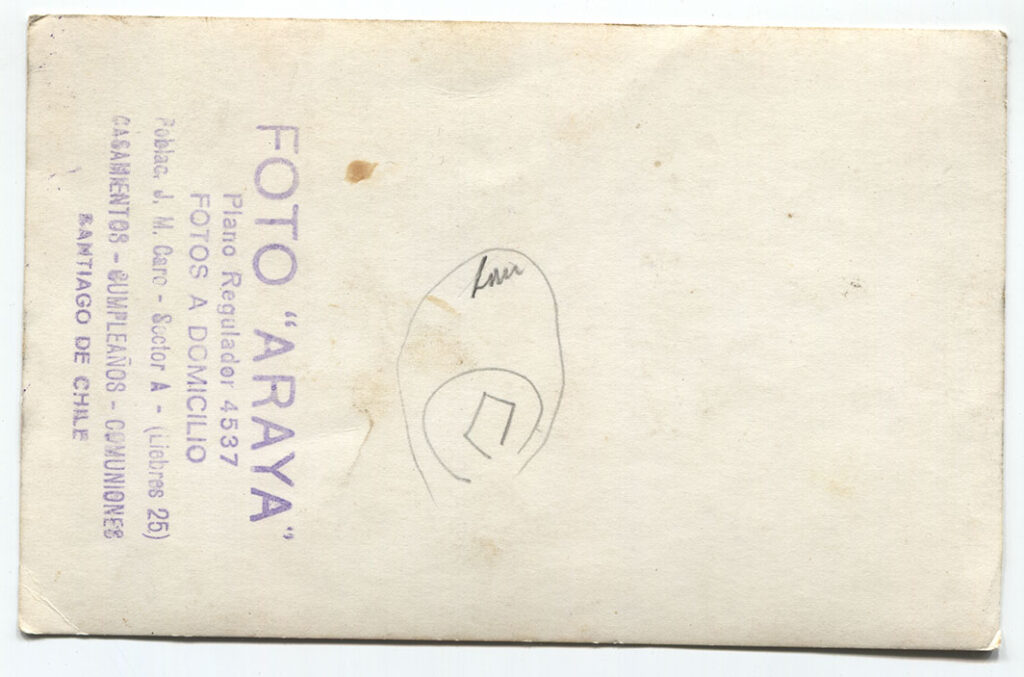 FOTO "ARAYA"
Plano Regulador 4537
FOTOS A DOMICILIO
Poblac. J. M. Caro - Sector A - (Liebres 25)
CASAMIENTOS - CUMPLEAÑOS - COMUNIONES
SANTIAGO DE CHILE